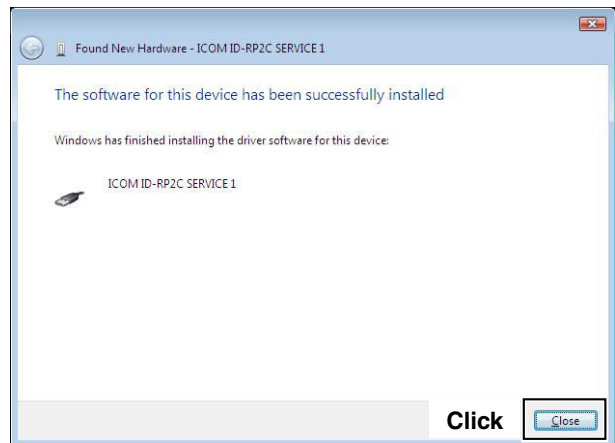 Found New Hardware - ICOM ID-RP2C SERVICE 1
The software for this device has been successfully installed
Windows has finished installing the driver software for this device:
ICOM ID-RP2C SERVICE 1
Click Close